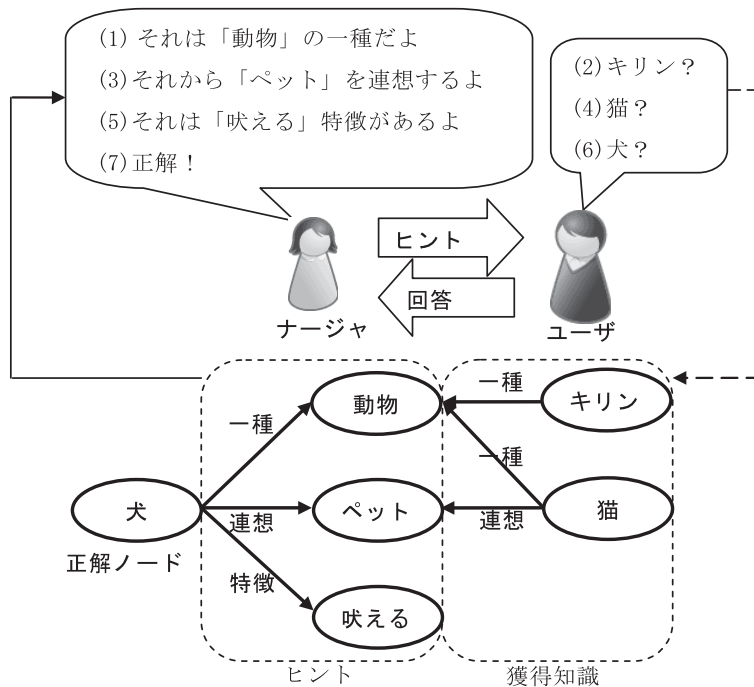 (1) それは「動物」の一種だよ
(3)それから「ペット」を連想するよ
(5)それは「吠える」特徴があるよ
(7)正解！
(2)キリン？
(4)猫？
(6)犬？
ヒント
回答
ナージャ
ユーザ
一種
動物
一種
キリン
一種
犬
連想
ペット
連想
猫
正解ノード
特徴
吠える
ヒント
獲得知識